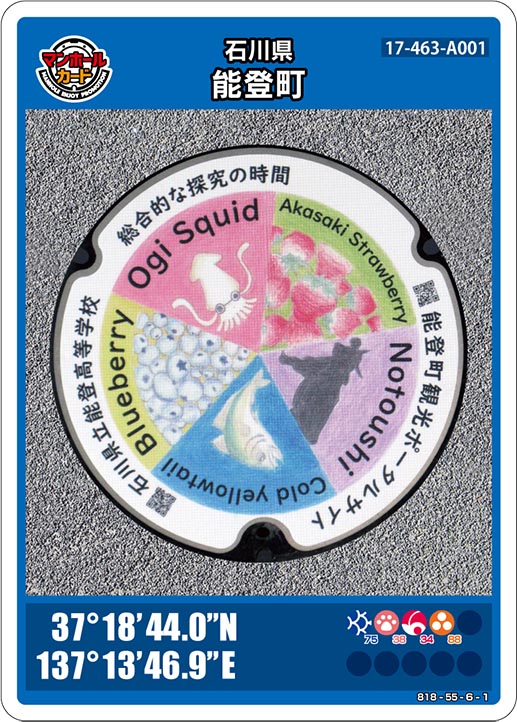 マンホール
カード
MANHOLE ENJOY PROMOTION
石川県
能登町
17-463-A001
総合的な探究の時間
Ogi Squid
Akasaki Strawberry
Notoushi
Cold yellowtail
Blueberry
石川県立能登高等学校
能登町観光ポータルサイト
37°18'44.0"N
137°13'46.9"E
75 38 34 88
818-55-6-1